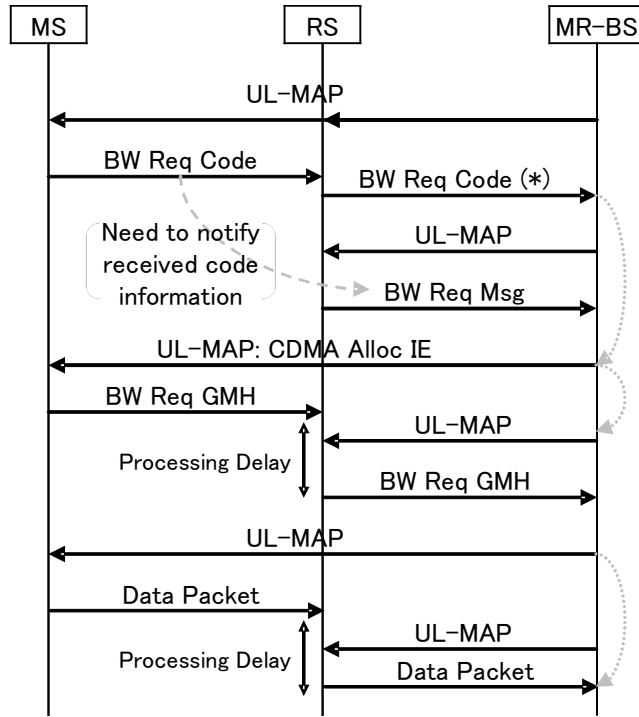 MS
RS
MR-BS
UL-MAP
BW Req Code
BW Req Code (*)
Need to notify
received code
information
UL-MAP
BW Req Msg
UL-MAP: CDMA Alloc IE
BW Req GMH
UL-MAP
Processing Delay
BW Req GMH
UL-MAP
Data Packet
UL-MAP
Processing Delay
Data Packet